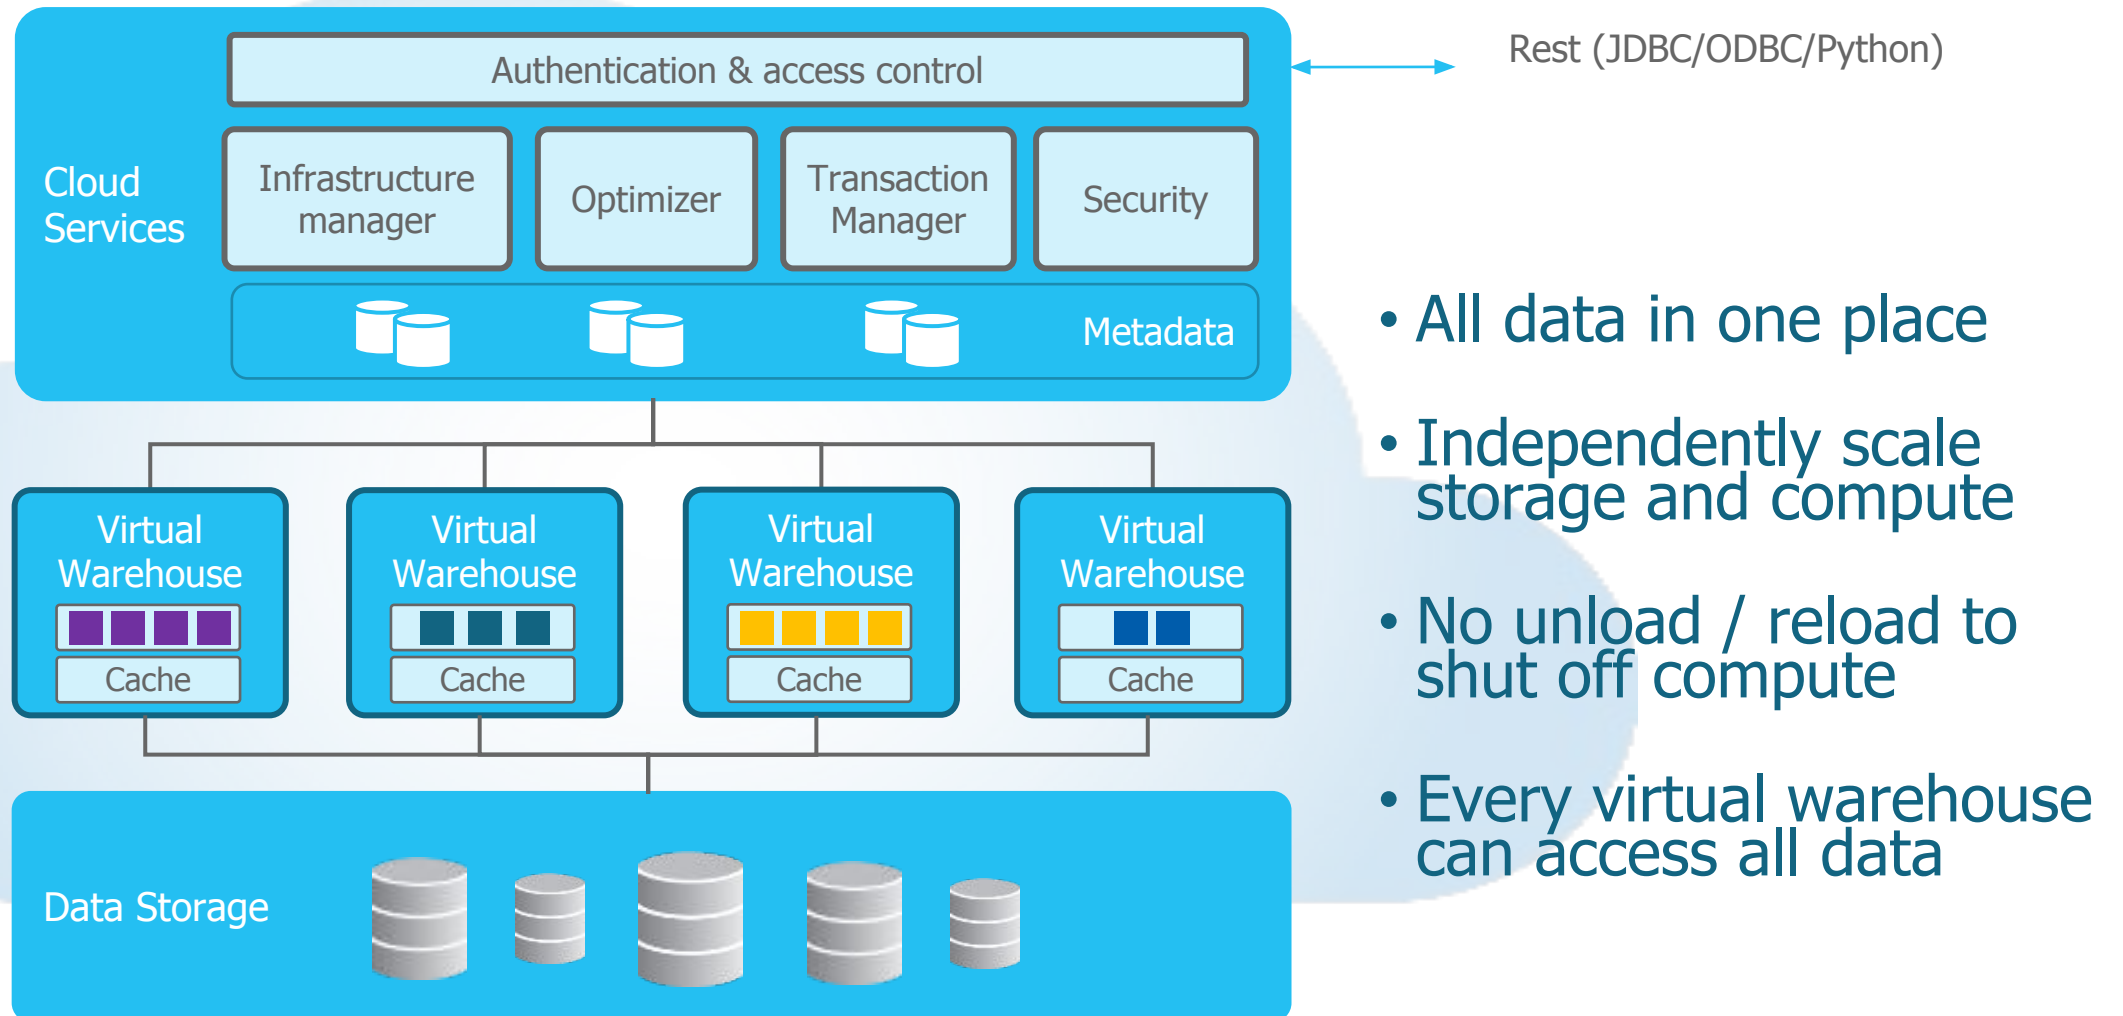 Authentication & access control
Rest (JDBC/ODBC/Python)
Cloud
Services
Infrastructure
manager
Optimizer
Transaction
Manager
Security
Metadata
Virtual
Warehouse
Cache
Virtual
Warehouse
Cache
Virtual
Warehouse
Cache
Virtual
Warehouse
Cache
Data Storage
• All data in one place
• Independently scale
storage and compute
• No unload / reload to
shut off compute
• Every virtual warehouse
can access all data